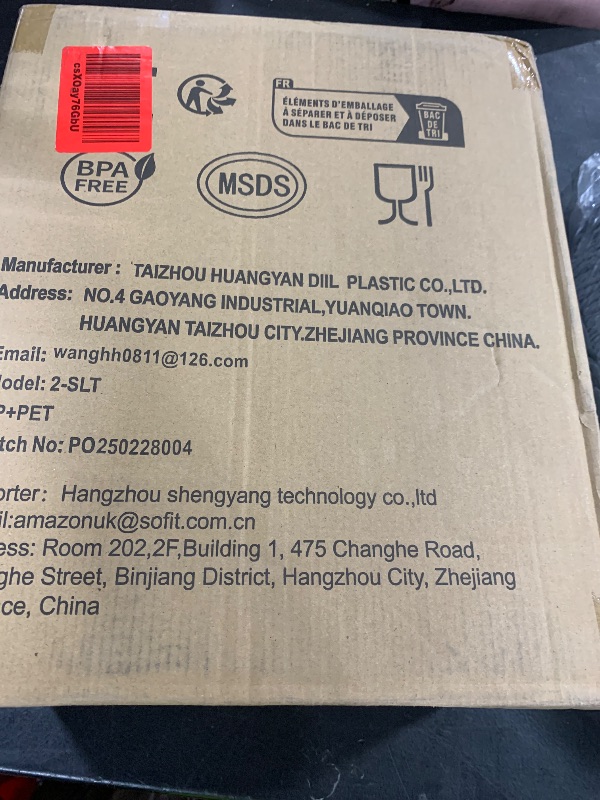 csXOay76GbU
FR
ÉLÉMENTS D'EMBALLAGE
À SÉPARER ET À DÉPOSER
DANS LE BAC DE TRI
BAC
DE
TRI
BPA
FREE
MSDS
Manufacturer: TAIZHOU HUANGYAN DIIL PLASTIC CO.,LTD.
Address: NO.4 GAOYANG INDUSTRIAL,YUANQIAO TOWN.
HUANGYAN TAIZHOU CITY.ZHEJIANG PROVINCE CHINA.
Email: wanghh0811@126.com
odel: 2-SLT
P+PET
tch No: PO250228004
orter: Hangzhou shengyang technology co.,ltd
il:amazonuk@sofit.com.cn
ess: Room 202,2F,Building 1, 475 Changhe Road,
ghe Street, Binjiang District, Hangzhou City, Zhejiang
ce, China